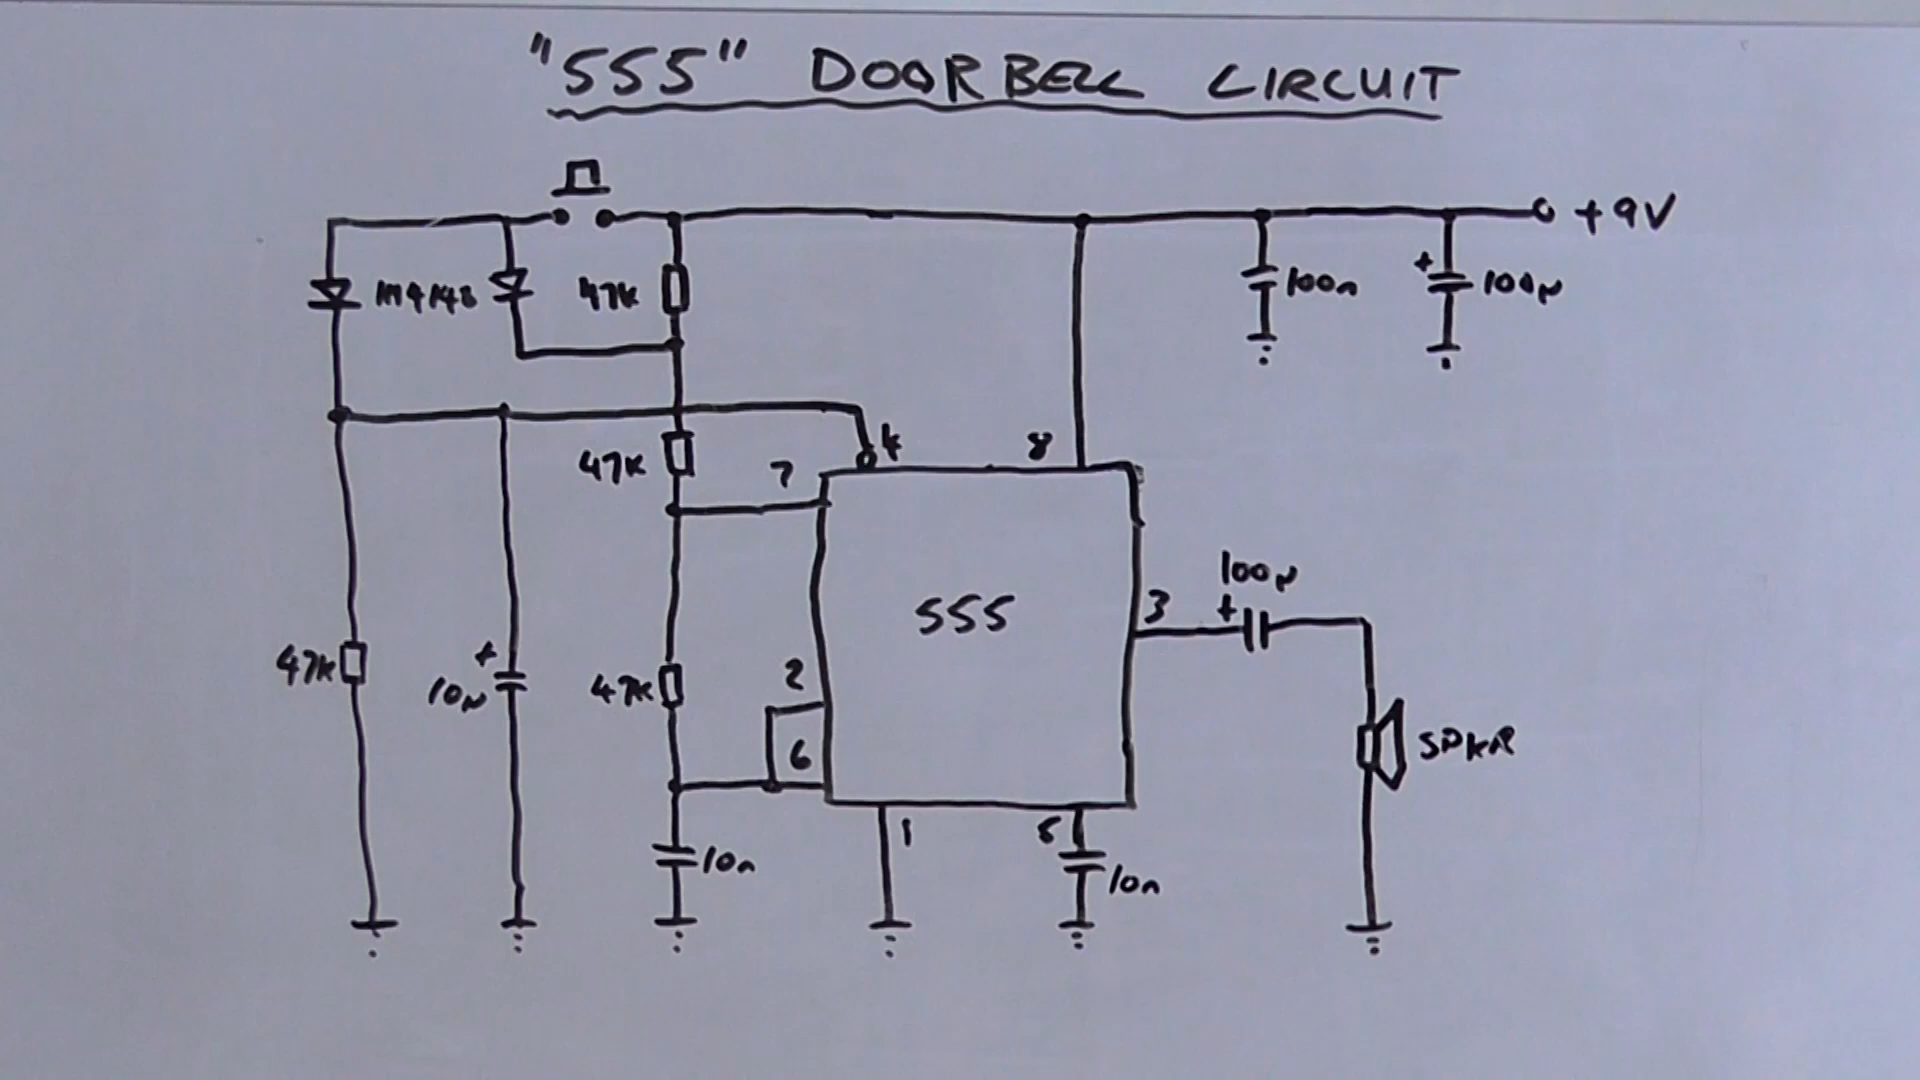 "555" DOORBELL CIRCUIT
+9V
1N4148
47K
100n
+
100µ
4
8
47K
7
555
100µ
3
+
47K
+
10µ
47K
2
6
SPKR
1
5
10n
10n